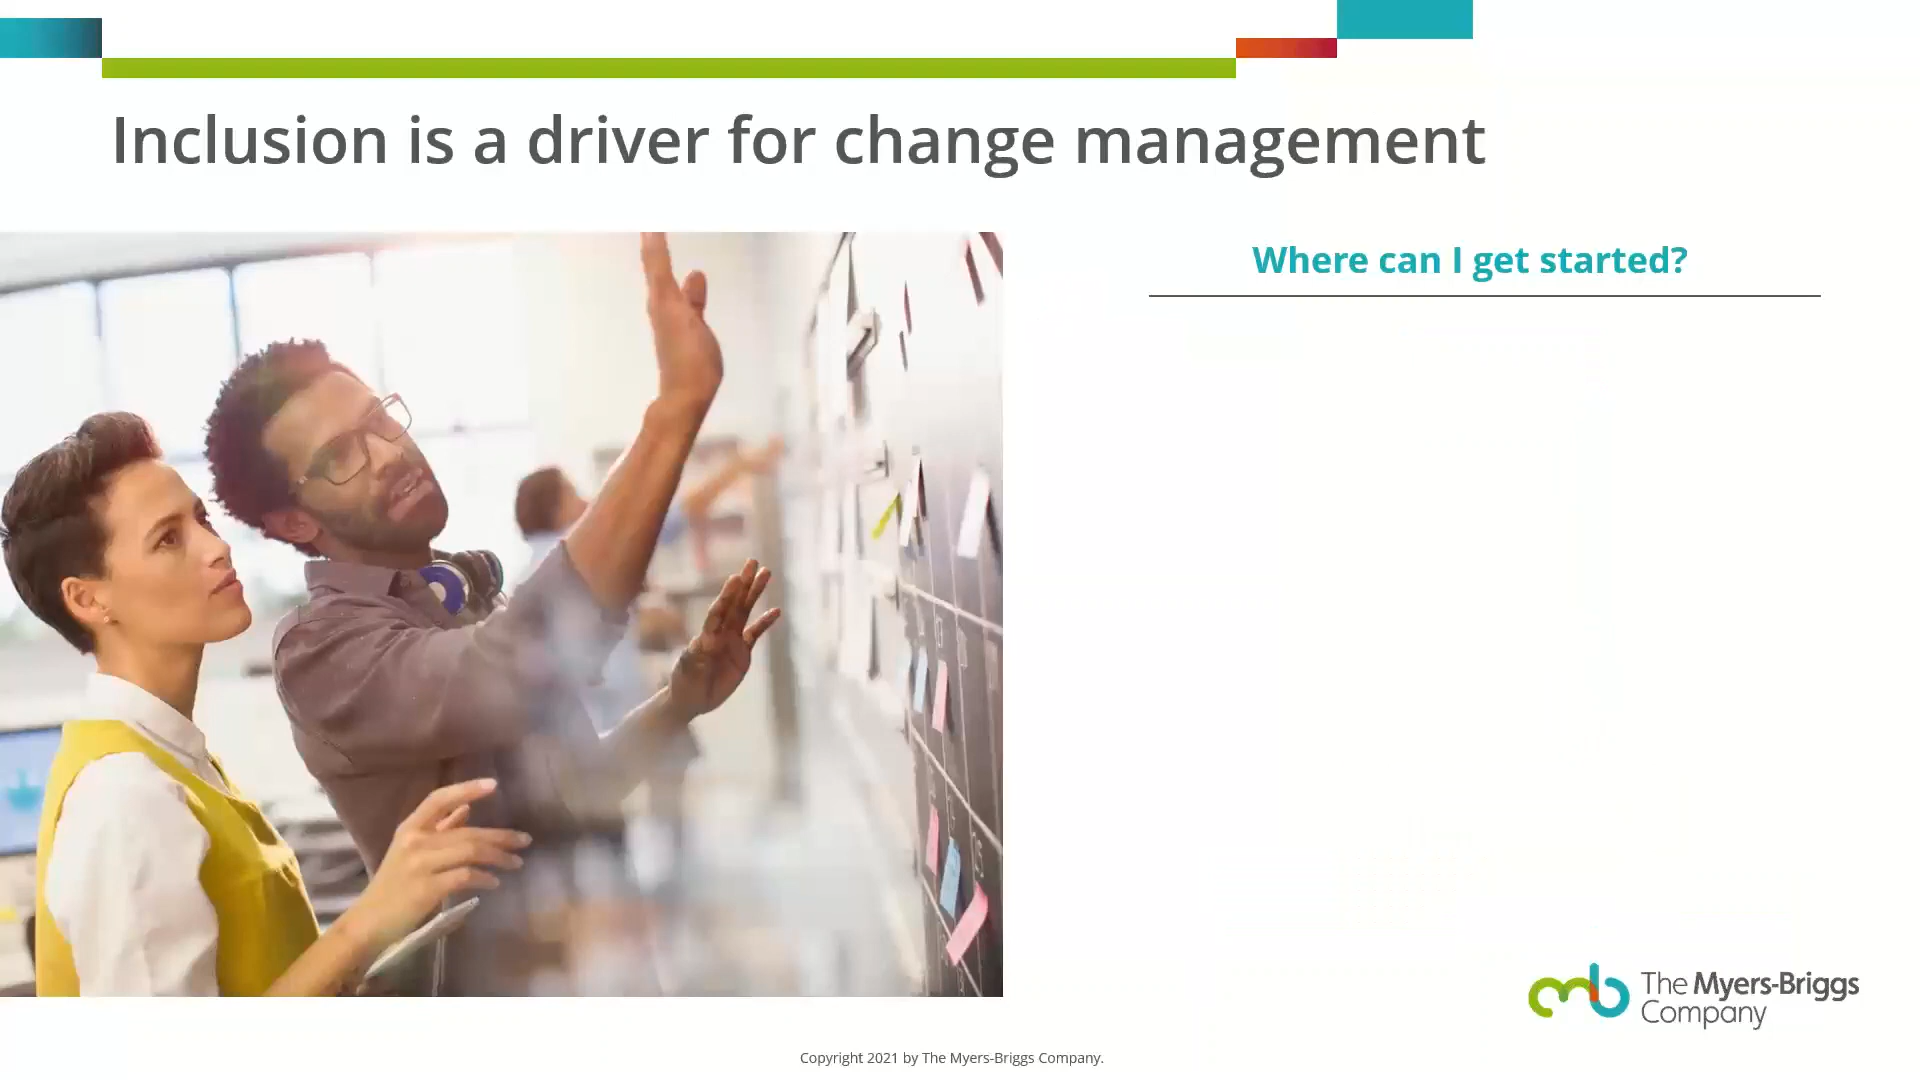 Inclusion is a driver for change management
Where can I get started?
The Myers-Briggs
Company
Copyright 2021 by The Myers-Briggs Company.